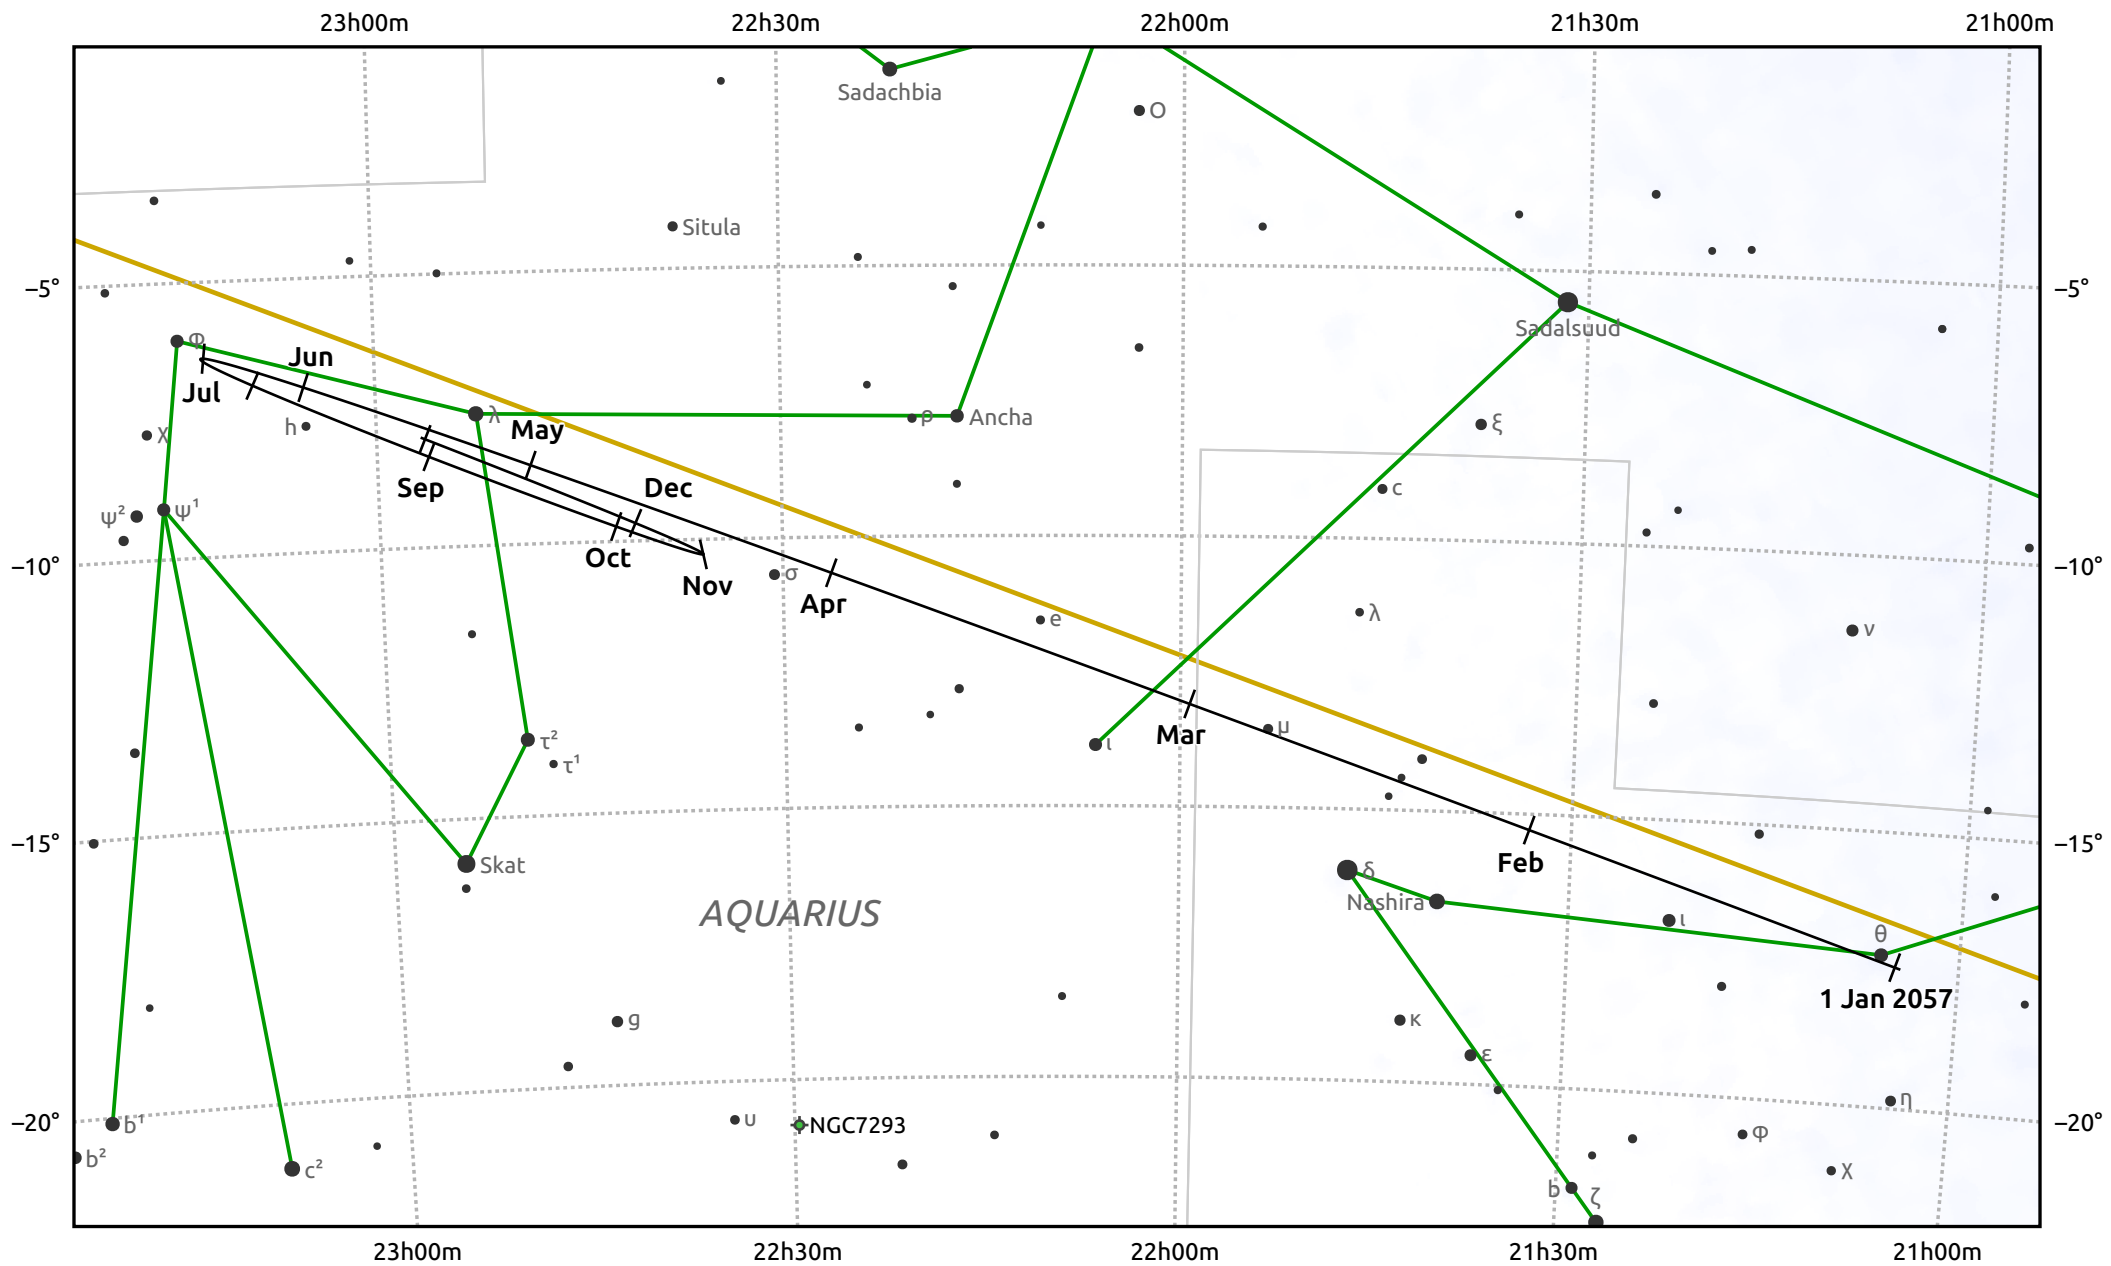 23h00m 22h30m 22h00m 21h30m 21h00m
Sadachbia
O
Situla
−5° −5°
Sadalsuud
φ
Jun
Jul
λ
May
ρ Ancha
ξ
h
χ
Sep
Dec
c
ψ² ψ¹
Oct
−10° −10°
Nov
σ
Apr
e
λ
ν
Mar
μ
τ²
ι
τ¹
−15° −15°
Skat
Feb
δ
Nashira
AQUARIUS
ι
θ
1 Jan 2057
g
κ
ε
−20° −20°
b¹
υ
NGC7293
η
φ
b²
c²
χ
b ζ
23h00m 22h30m 22h00m 21h30m 21h00m